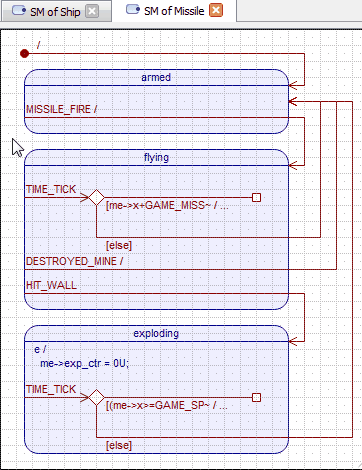 SM of Ship
SM of Missile
/
armed
MISSILE_FIRE /
flying
TIME_TICK
[me->x+GAME_MISS~ / ...
[else]
DESTROYED_MINE /
HIT_WALL
exploding
e /
me->exp_ctr = 0U;
TIME_TICK
[(me->x>=GAME_SP~ / ...
[else]